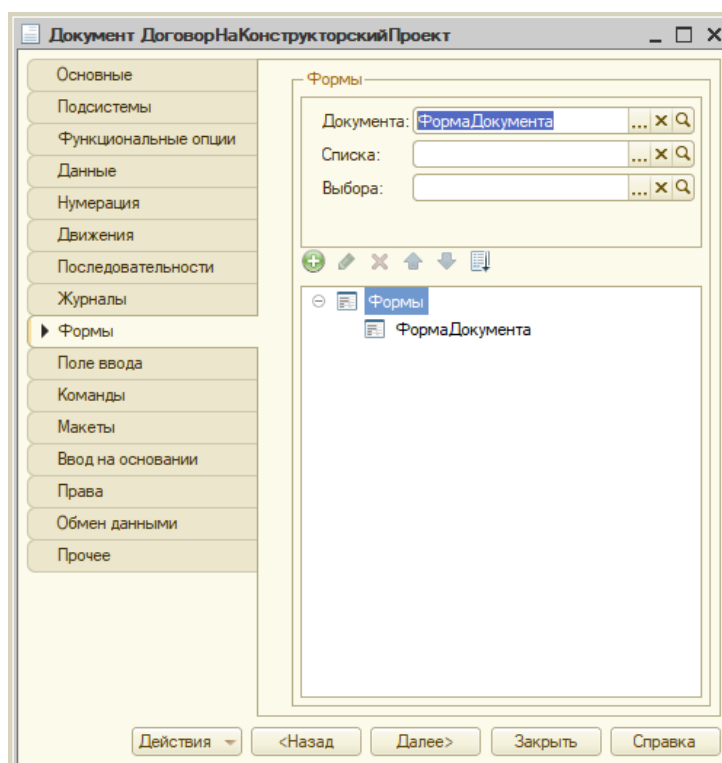 Документ ДоговорНаКонструкторскийПроект
Основные
Подсистемы
Функциональные опции
Данные
Нумерация
Движения
Последовательности
Журналы
Формы
Поле ввода
Команды
Макеты
Ввод на основании
Права
Обмен данными
Прочее
Формы
Документа: ФормаДокумента
Списка:
Выбора:
Формы
ФормаДокумента
Действия <Назад Далее> Закрыть Справка